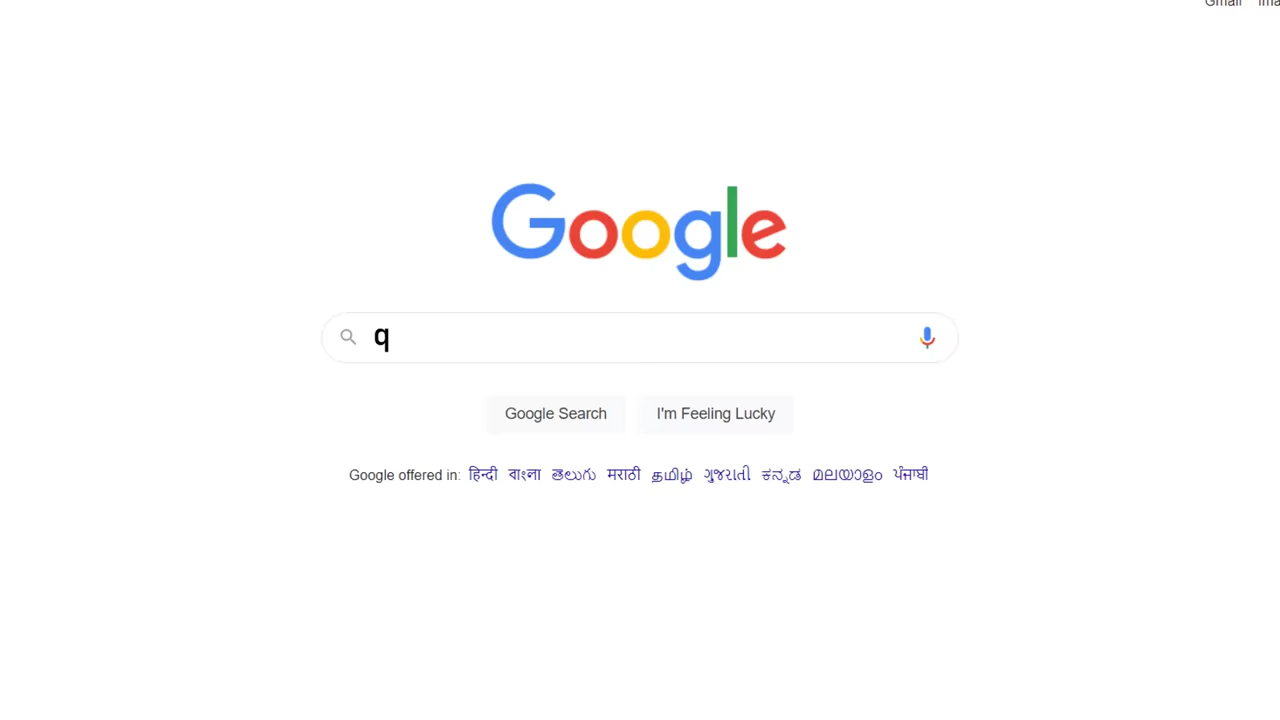 Gmail
Google
q
Google Search I'm Feeling Lucky
Google offered in: हिन्दी বাংলা తెలుగు मराठी தமிழ் ગુજરાતી ಕನ್ನಡ മലയാളം ਪੰਜਾਬੀ